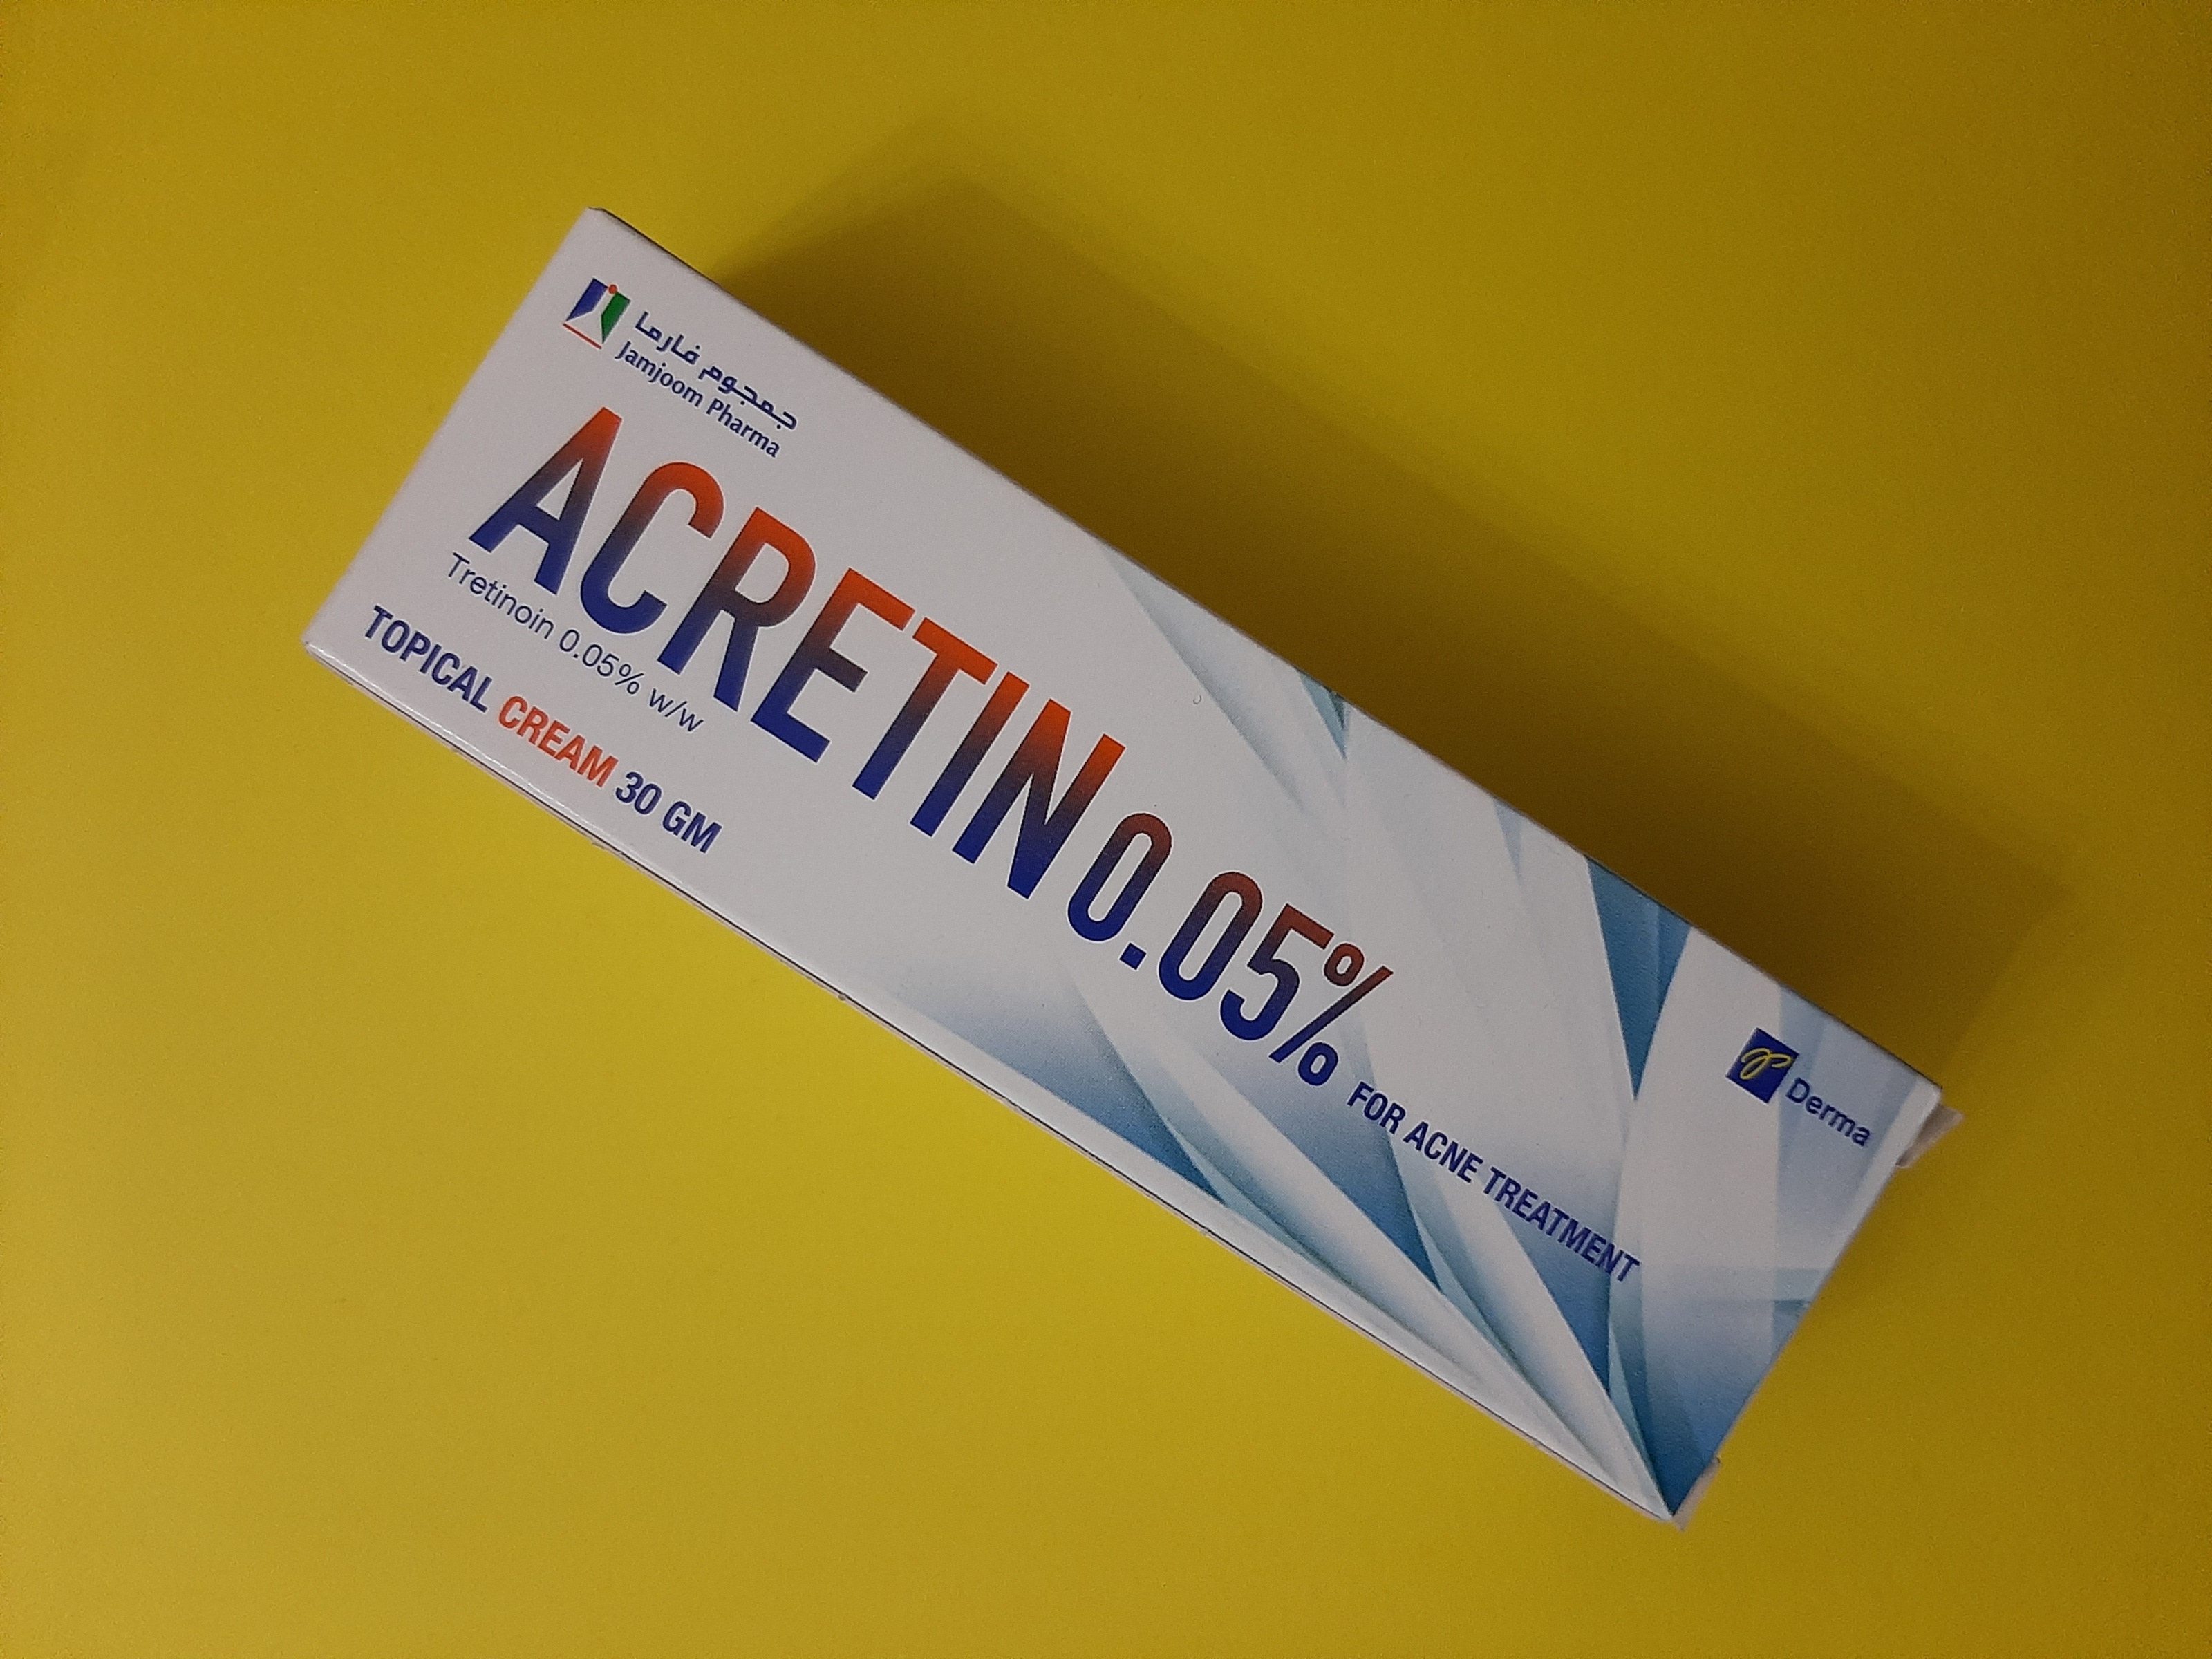 جمجوم فارما
Jamjoom Pharma
ACRETIN 0.05%
Tretinoin 0.05% w/w
TOPICAL CREAM 30 GM
FOR ACNE TREATMENT
Derma